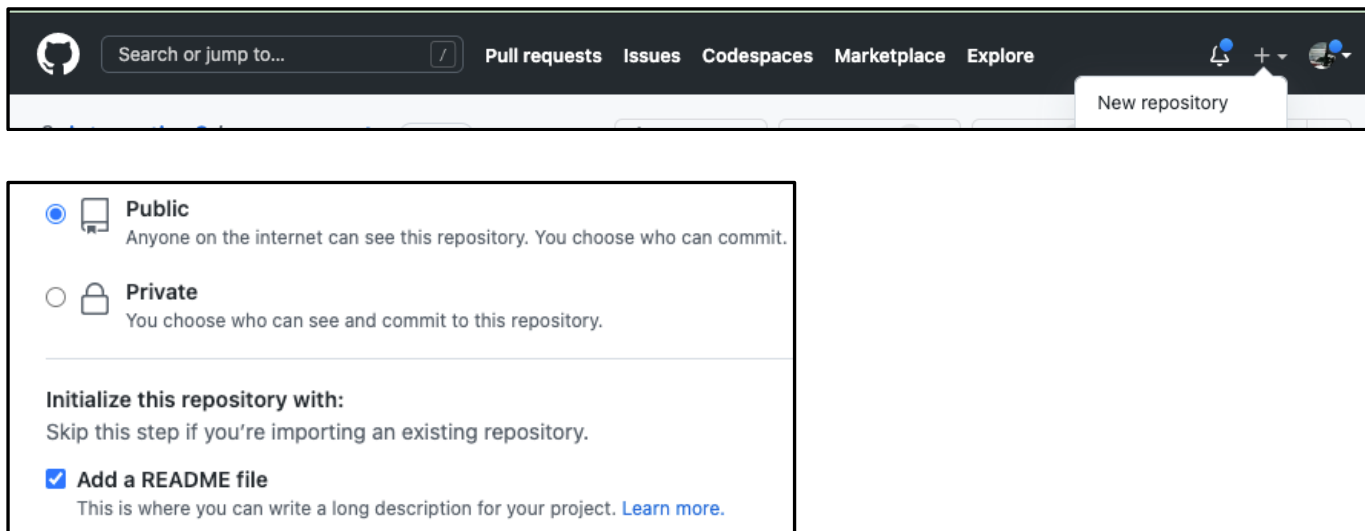 Search or jump to... / Pull requests Issues Codespaces Marketplace Explore
New repository
Public
Anyone on the internet can see this repository. You choose who can commit.
Private
You choose who can see and commit to this repository.
Initialize this repository with:
Skip this step if you’re importing an existing repository.
Add a README file
This is where you can write a long description for your project. Learn more.